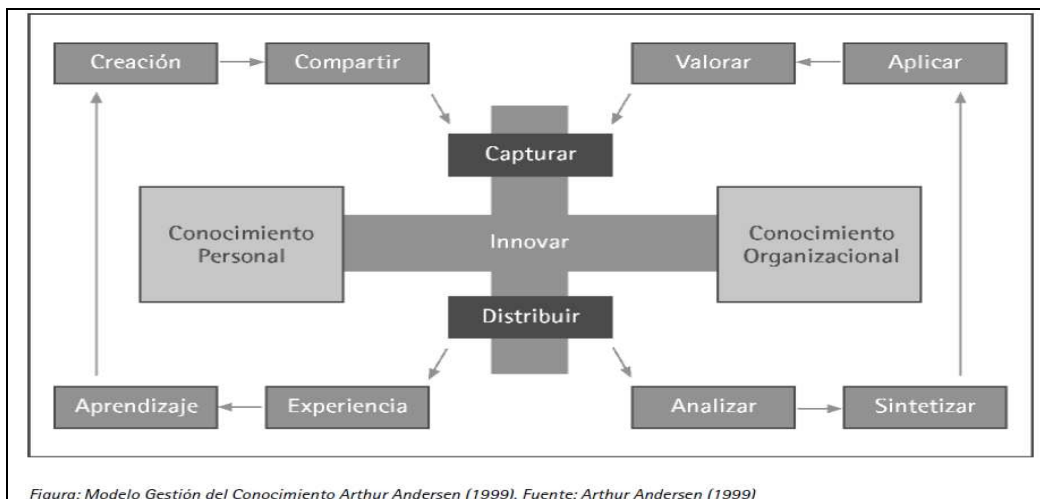 Creación
Compartir
Valorar
Aplicar
Capturar
Conocimiento
Personal
Innovar
Conocimiento
Organizacional
Distribuir
Aprendizaje
Experiencia
Analizar
Sintetizar
Figura: Modelo Gestión del Conocimiento Arthur Andersen (1999). Fuente: Arthur Andersen (1999)